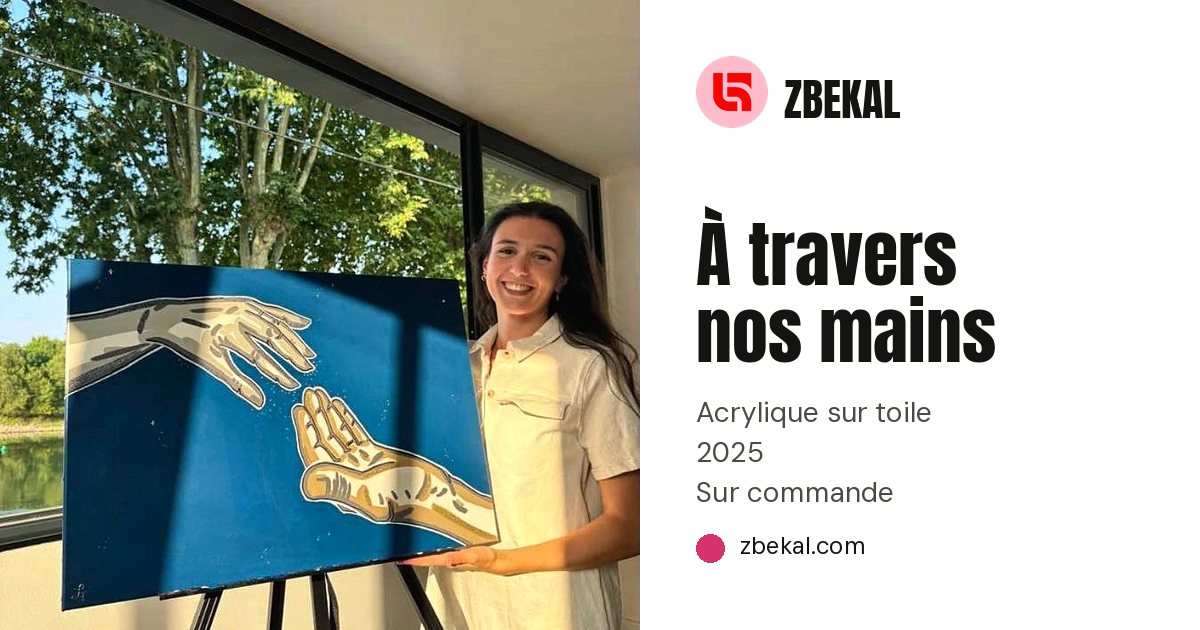 ZBEKAL
À travers
nos mains
Acrylique sur toile
2025
Sur commande
zbekal.com